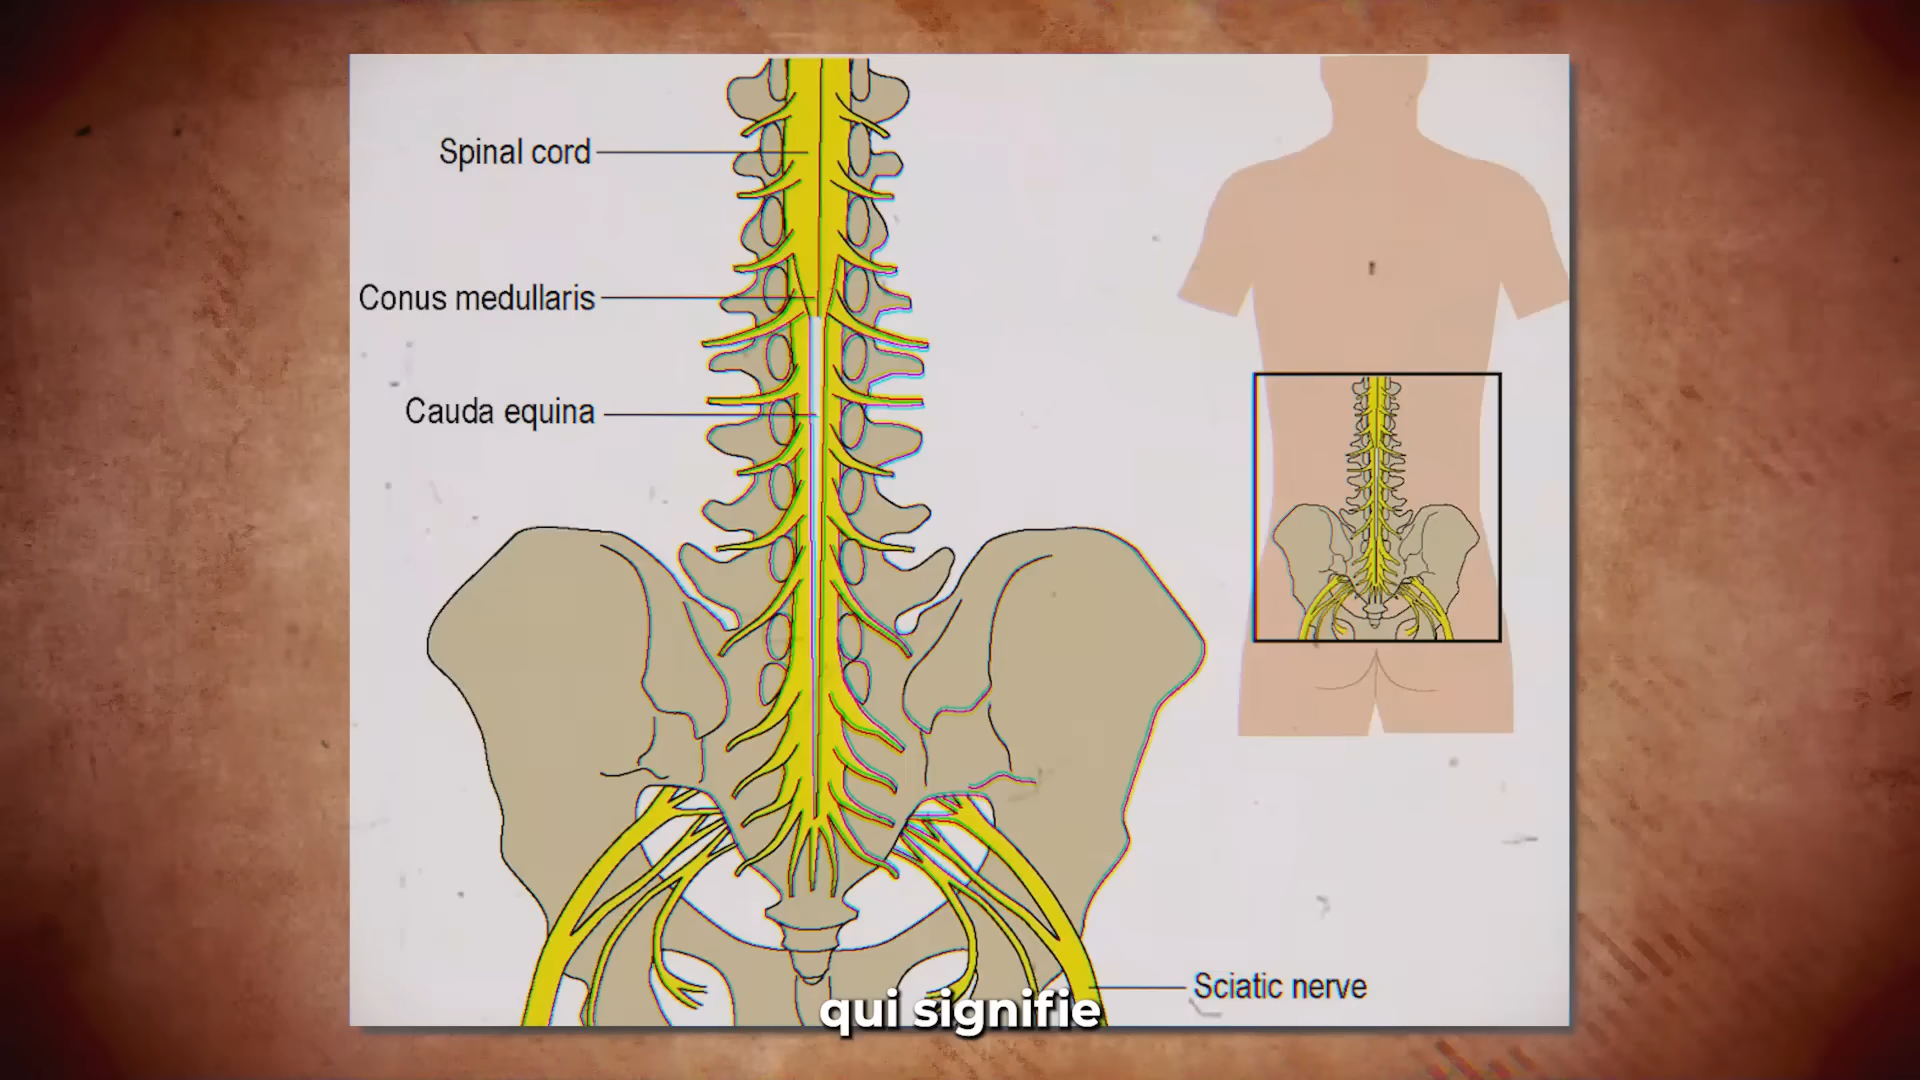 Spinal cord
Conus medullaris
Cauda equina
Sciatic nerve
qui signifie